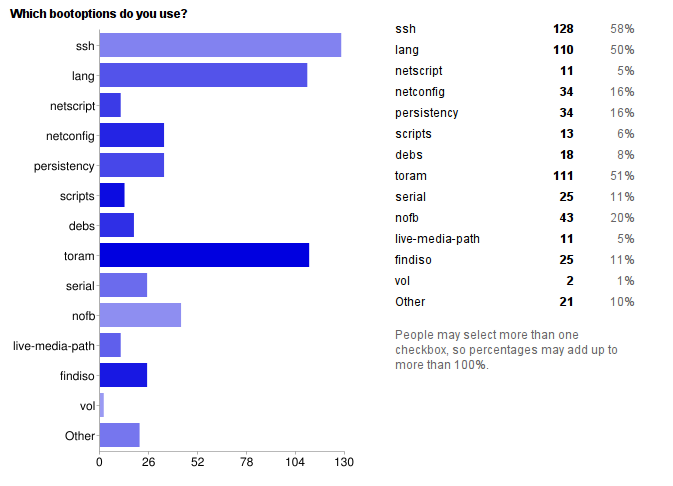 Which bootoptions do you use?
ssh
lang
netscript
netconfig
persistency
scripts
debs
toram
serial
nofb
live-media-path
findiso
vol
Other
0 26 52 78 104 130
ssh 128 58%
lang 110 50%
netscript 11 5%
netconfig 34 16%
persistency 34 16%
scripts 13 6%
debs 18 8%
toram 111 51%
serial 25 11%
nofb 43 20%
live-media-path 11 5%
findiso 25 11%
vol 2 1%
Other 21 10%
People may select more than one
checkbox, so percentages may add up to
more than 100%.